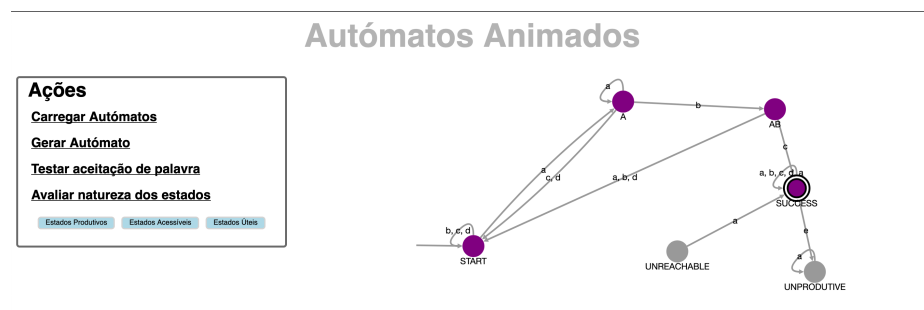 Autómatos Animados
Ações
Carregar Autómatos
Gerar Autómato
Testar aceitação de palavra
Avaliar natureza dos estados
Estados Produtivos Estados Acessíveis Estados Úteis
a
A
b
AB
c
a
c, d
a, b, d
a, b, c, d, a
SUCCESS
b, c, d
START
a
UNREACHABLE
e
a
UNPRODUTIVE